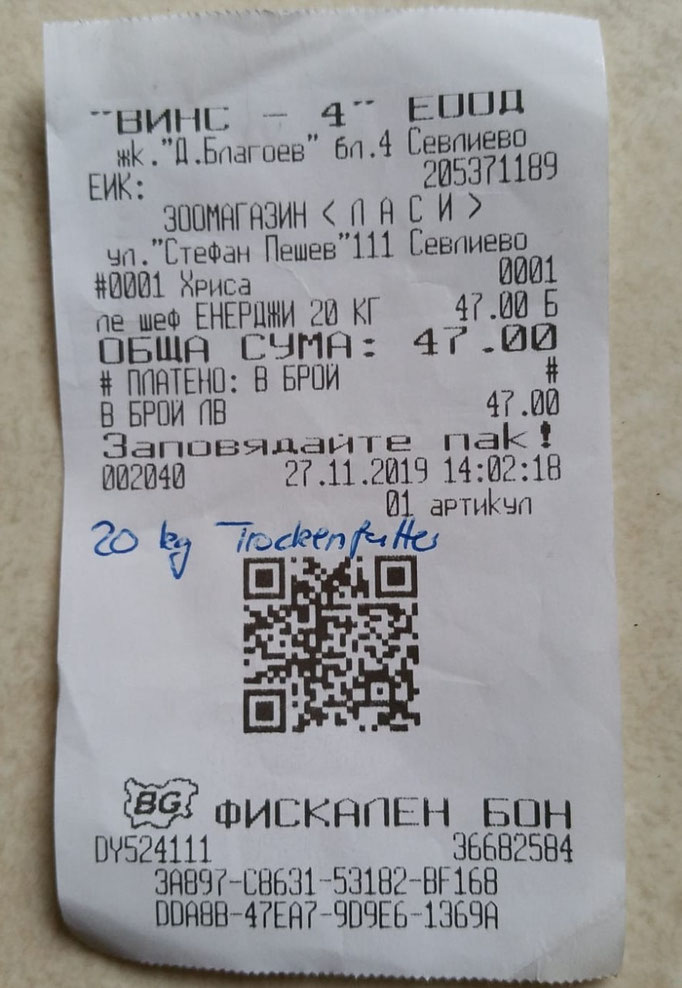 "ВИНС - 4" ЕООД
жк."Д.Благоев" бл.4 Севлиево
ЕИК: 205371189
ЗООМАГАЗИН < Л А С И >
ул."Стефан Пешев"111 Севлиево
#0001 Хриса 0001
ле шеф ЕНЕРДЖИ 20 КГ 47.00 Б
ОБЩА СУМА: 47.00
# ПЛАТЕНО: В БРОЙ #
В БРОЙ ЛВ 47.00
Заповядайте пак!
002040 27.11.2019 14:02:18
01 артикул
20 kg Trockenfutter
BG ФИСКАЛЕН БОН
DY524111 36682584
3A897-C8631-53182-BF168
DDA8B-47EA7-9D9E6-1369A